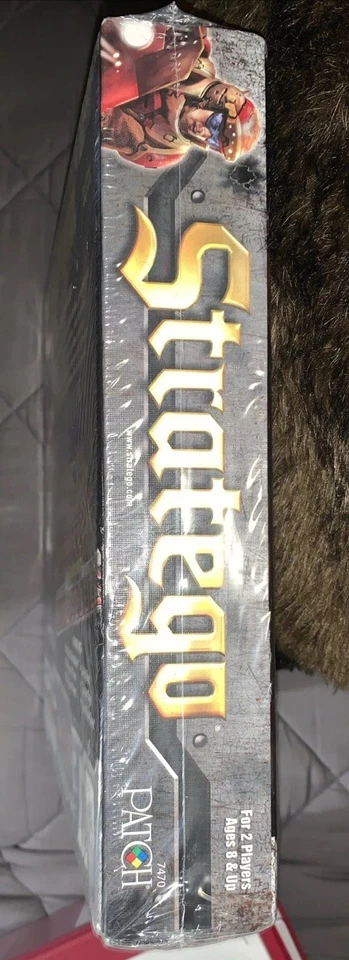 Stratego®
www.stratego.com
PATCH
7470
For 2 Players
Ages 8 & Up